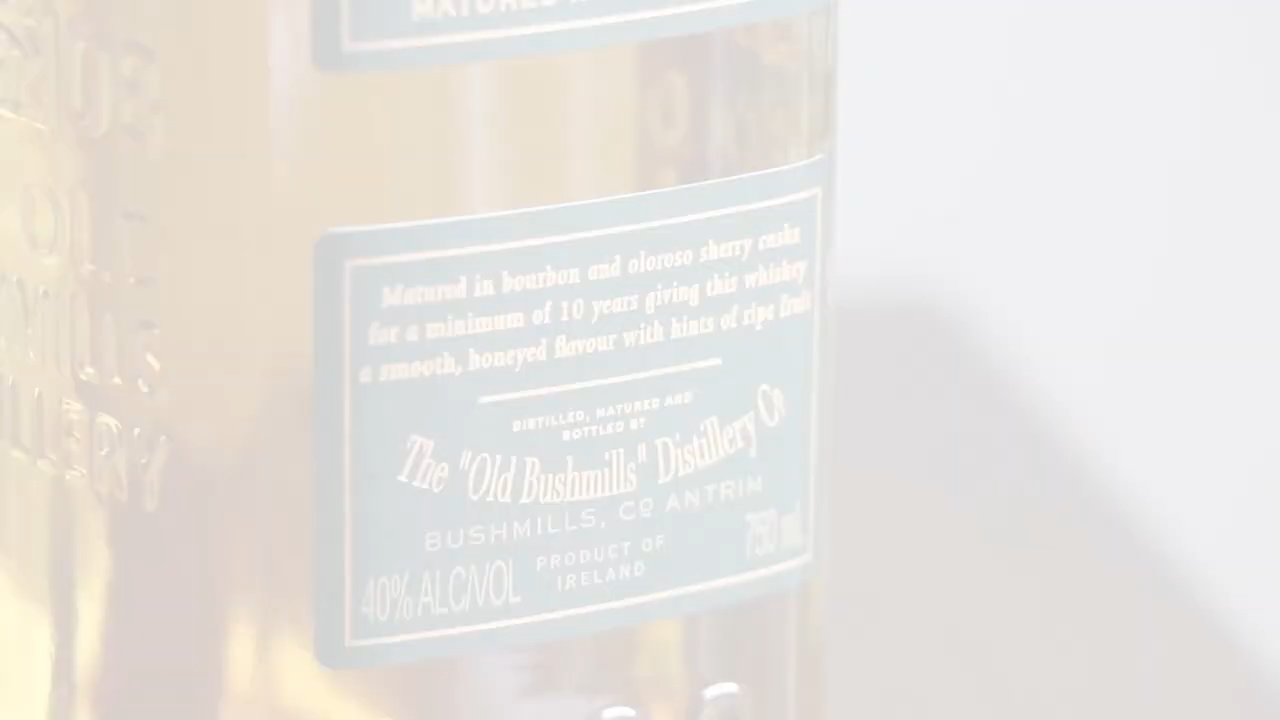 MATURED
Matured in bourbon and oloroso sherry casks
for a minimum of 10 years giving this whiskey
a smooth, honeyed flavour with hints of ripe fruit
DISTILLED, MATURED AND
BOTTLED BY
The "Old Bushmills" Distillery Co
BUSHMILLS, Co ANTRIM
750 mL
PRODUCT OF
IRELAND
40% ALC/VOL